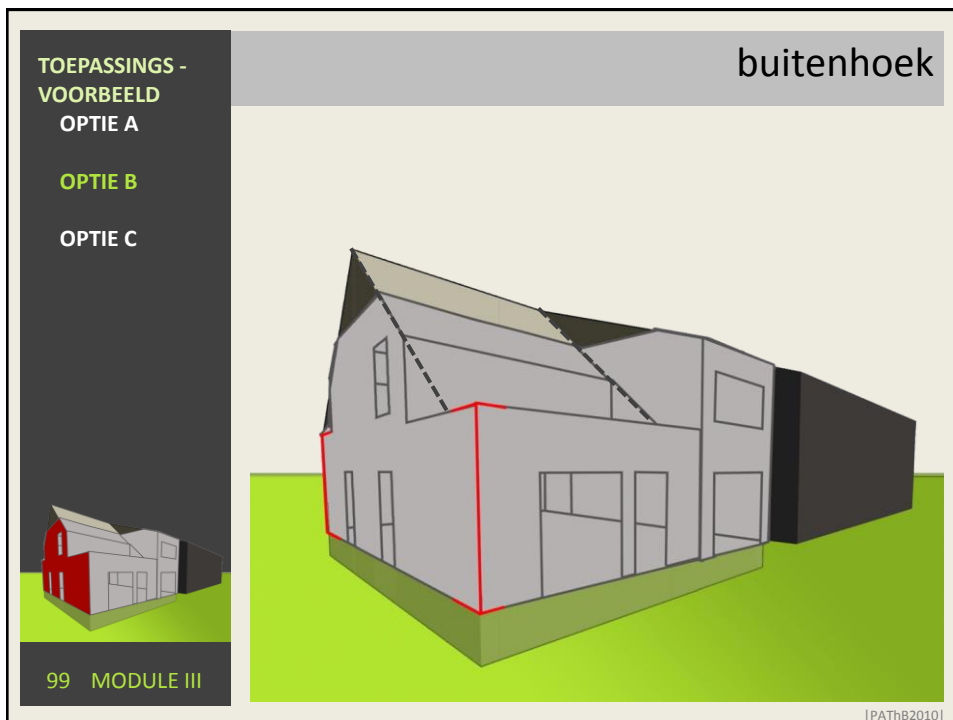 TOEPASSINGS -
VOORBEELD
OPTIE A
OPTIE B
OPTIE C
buitenhoek
99 MODULE III
|PAThB2010|